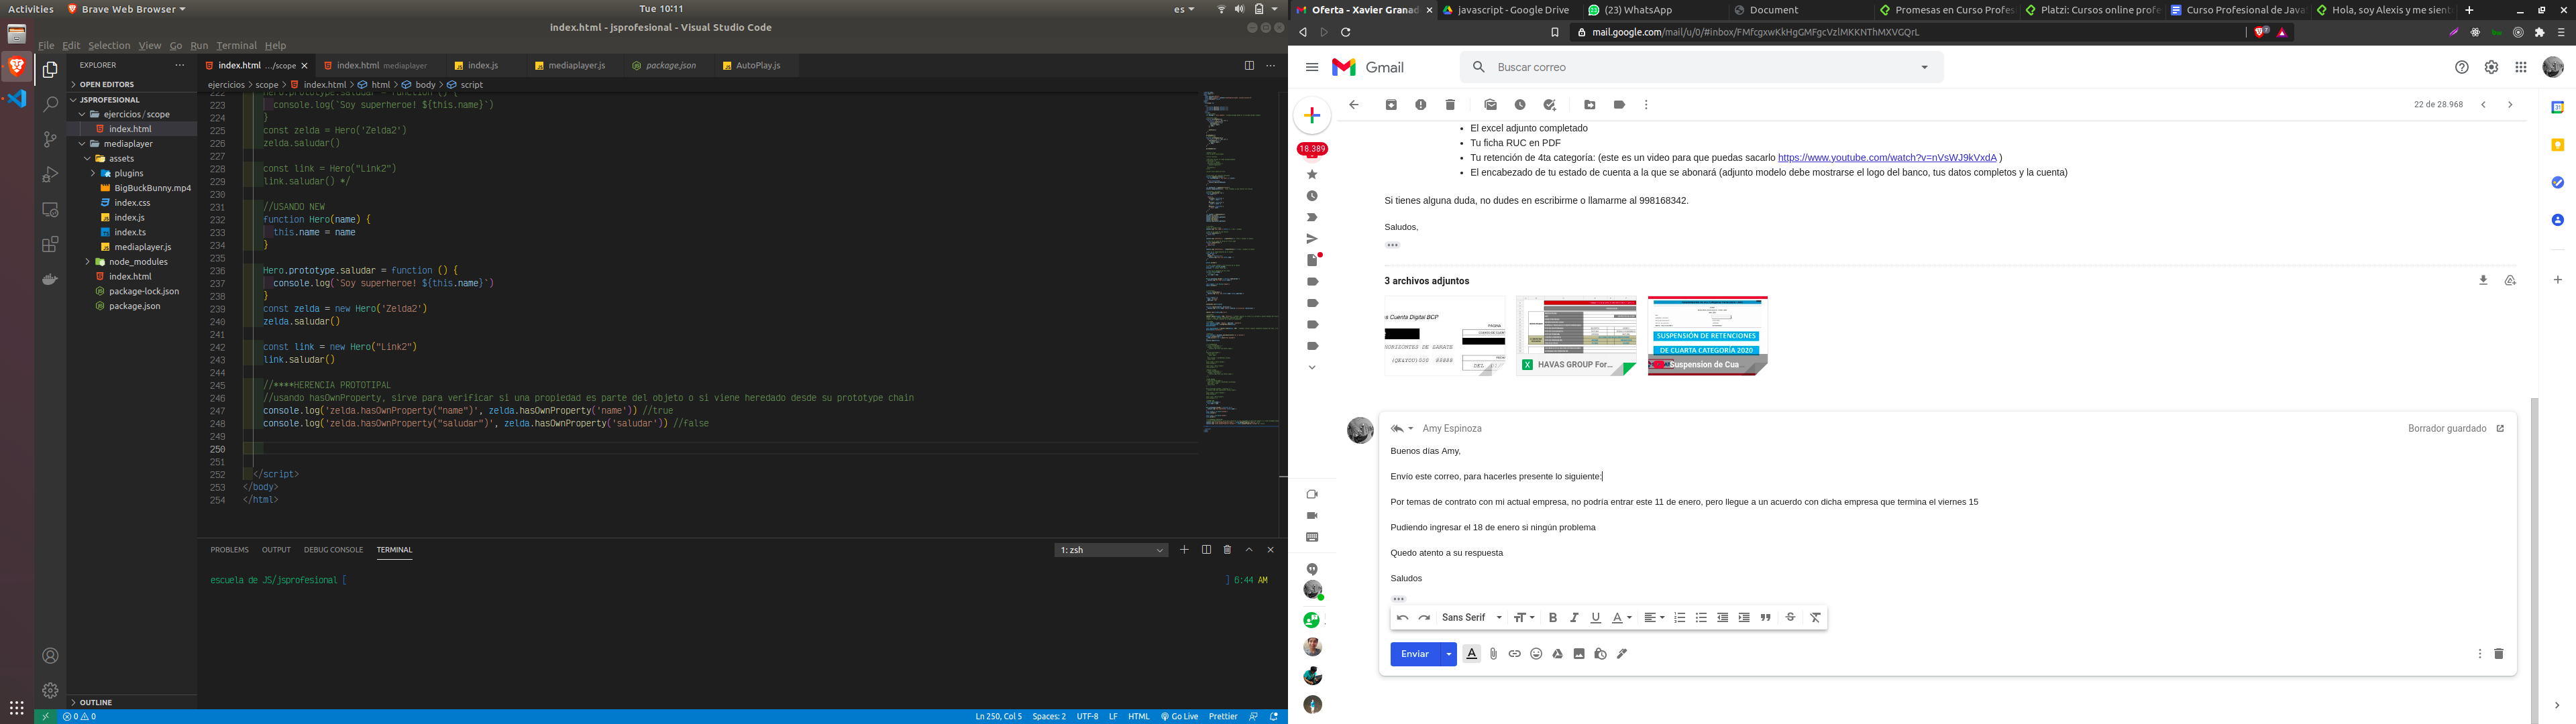 Activities
Brave Web Browser
Tue 10:11
es
index.html - jsprofesional - Visual Studio Code
File Edit Selection View Go Run Terminal Help
EXPLORER
OPEN EDITORS
JSPROFESIONAL
ejercicios / scope
index.html
mediaplayer
assets
plugins
BigBuckBunny.mp4
index.css
index.js
index.ts
mediaplayer.js
node_modules
index.html
package-lock.json
package.json
OUTLINE
index.html .../scope
index.html mediaplayer
index.js
mediaplayer.js
package.json
AutoPlay.js
ejercicios > scope > index.html > html > body > script
222 Hero.prototype.saludar = function () {
223 console.log(`Soy superheroe! ${this.name}`)
224 }
225 const zelda = Hero('Zelda2')
226 zelda.saludar()
227
228 const link = Hero("Link2")
229 link.saludar() */
230
231 //USANDO NEW
232 function Hero(name) {
233 this.name = name
234 }
235
236 Hero.prototype.saludar = function () {
237 console.log(`Soy superheroe! ${this.name}`)
238 }
239 const zelda = new Hero('Zelda2')
240 zelda.saludar()
241
242 const link = new Hero("Link2")
243 link.saludar()
244
245 //****HERENCIA PROTOTIPAL
246 //usando hasOwnProperty, sirve para verificar si una propiedad es parte del objeto o si viene heredado desde su prototype chain
247 console.log('zelda.hasOwnProperty("name")', zelda.hasOwnProperty('name')) //true
248 console.log('zelda.hasOwnProperty("saludar")', zelda.hasOwnProperty('saludar')) //false
249
250
251
252 </script>
253 </body>
254 </html>
PROBLEMS OUTPUT DEBUG CONSOLE TERMINAL
1: zsh
escuela de JS/jsprofesional [
] 6:44 AM
0 0
Ln 250, Col 5 Spaces: 2 UTF-8 LF HTML Go Live Prettier
Oferta - Xavier Granad
javascript - Google Drive
(23) WhatsApp
Document
Promesas en Curso Profes
Platzi: Cursos online profe
Curso Profesional de Java
Hola, soy Alexis y me sient
mail.google.com/mail/u/0/#inbox/FMfcgxwKkHgGMFgcVzlMKKNThMXVGQrL
Gmail
Buscar correo
22 de 28.968
18.389
El excel adjunto completado
Tu ficha RUC en PDF
Tu retención de 4ta categoría: (este es un video para que puedas sacarlo https://www.youtube.com/watch?v=nVsWJ9kVxdA )
El encabezado de tu estado de cuenta a la que se abonará (adjunto modelo debe mostrarse el logo del banco, tus datos completos y la cuenta)
Si tienes alguna duda, no dudes en escribirme o llamarme al 998168342.
Saludos,
3 archivos adjuntos
s Cuenta Digital BCP
HORIZONTES DE ZARATE
HAVAS GROUP For...
SUSPENSIÓN DE RETENCIONES
DE CUARTA CATEGORÍA 2020
Suspension de Cua...
Amy Espinoza
Borrador guardado
Buenos días Amy,
Envío este correo, para hacerles presente lo siguiente:
Por temas de contrato con mi actual empresa, no podría entrar este 11 de enero, pero llegue a un acuerdo con dicha empresa que termina el viernes 15
Pudiendo ingresar el 18 de enero si ningún problema
Quedo atento a su respuesta
Saludos
Sans Serif
Enviar